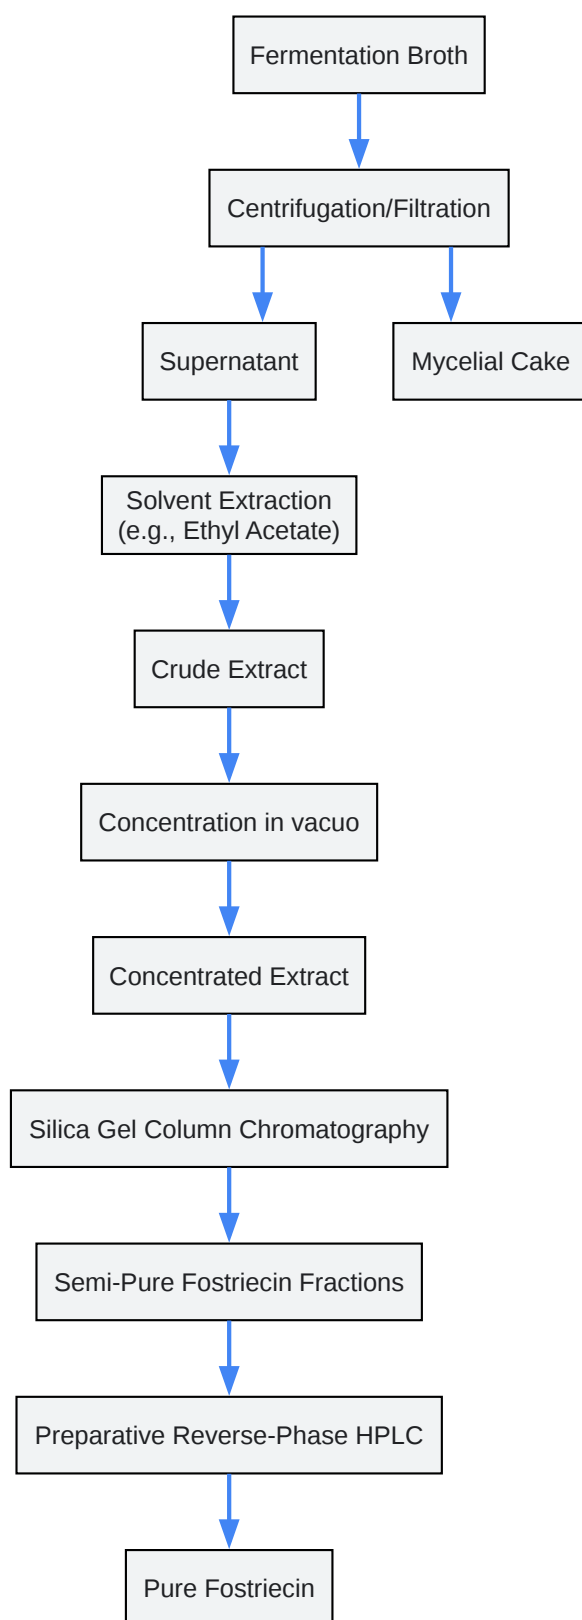 Fermentation Broth
Centrifugation/Filtration
Supernatant
Mycelial Cake
Solvent Extraction
(e.g., Ethyl Acetate)
Crude Extract
Concentration in vacuo
Concentrated Extract
Silica Gel Column Chromatography
Semi-Pure Fostriecin Fractions
Preparative Reverse-Phase HPLC
Pure Fostriecin